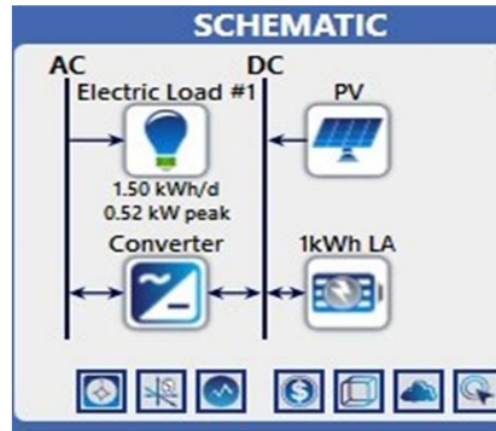 SCHEMATIC
AC DC
Electric Load #1 PV
1.50 kWh/d
0.52 kW peak
Converter 1kWh LA